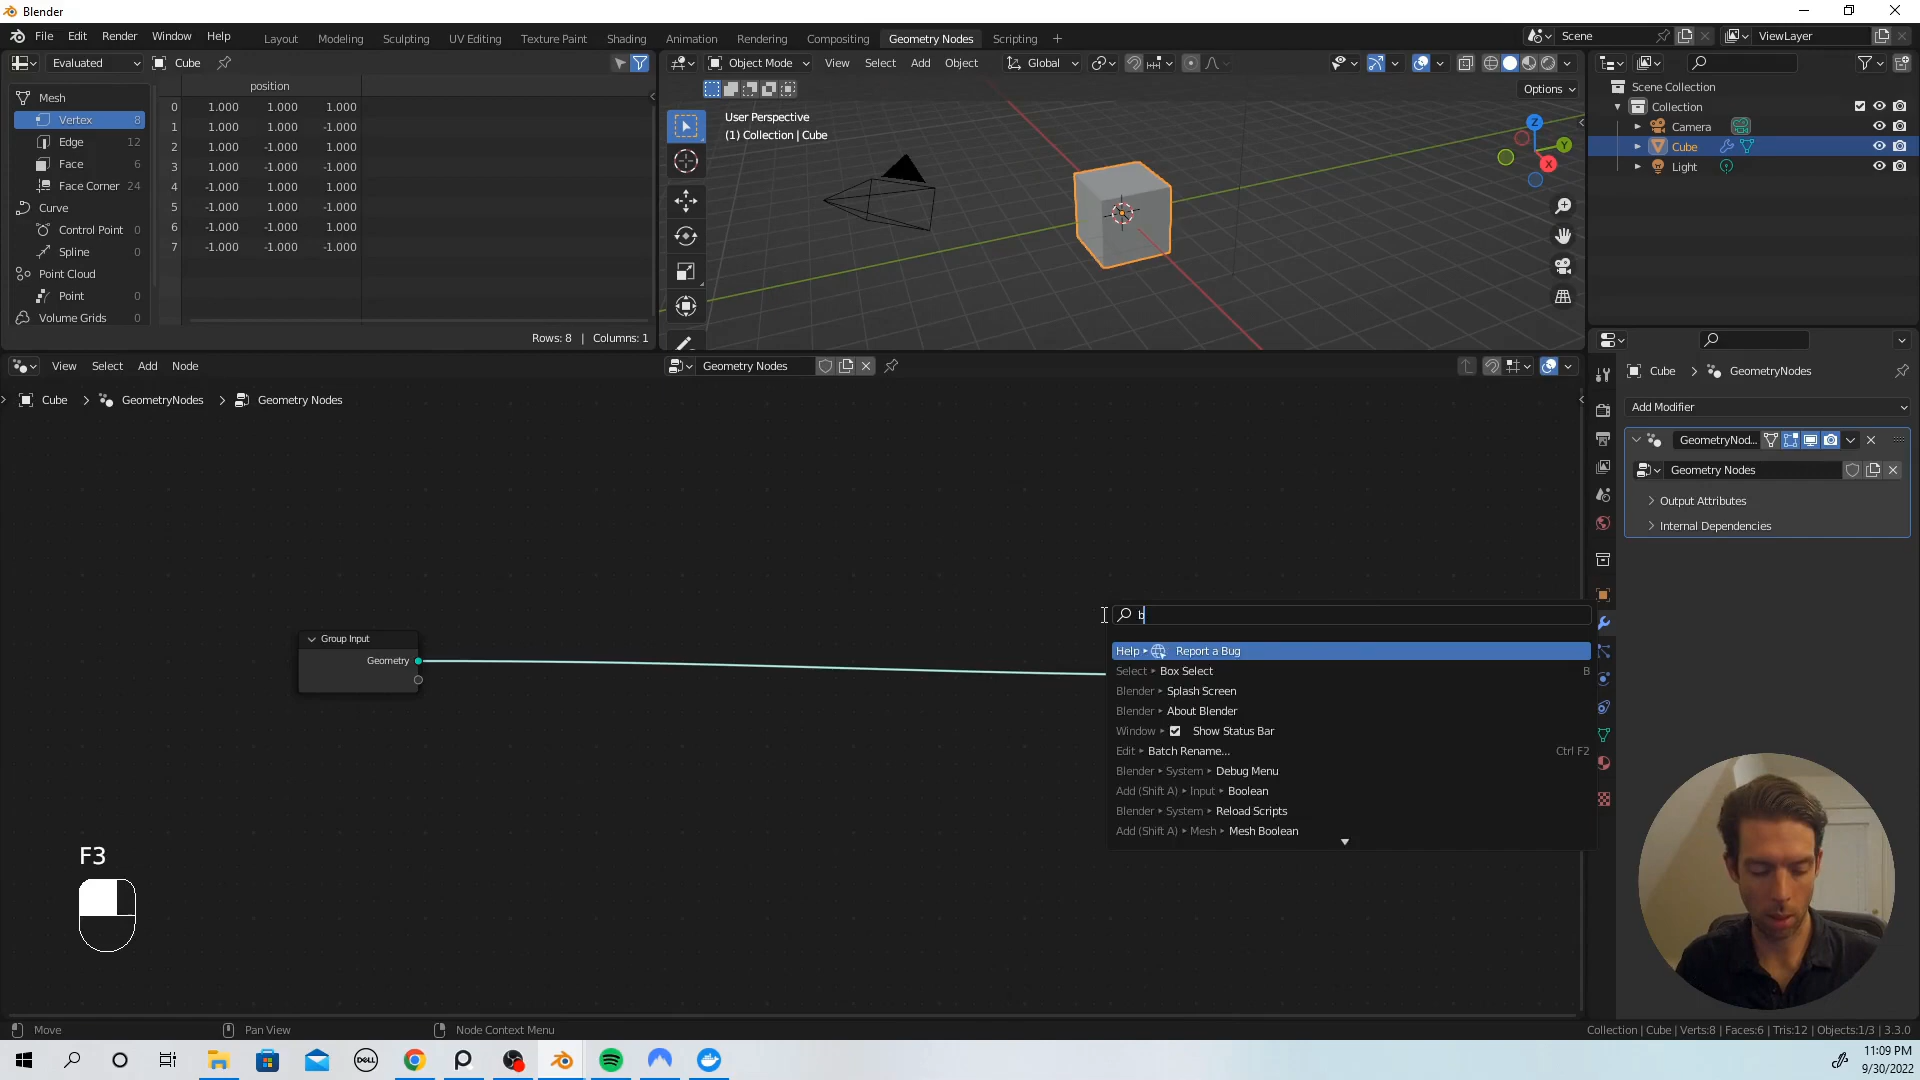 Blender
File Edit Render Window Help
Layout Modeling Sculpting UV Editing Texture Paint Shading Animation Rendering Compositing Geometry Nodes Scripting +
Scene
ViewLayer
Evaluated
Cube
Object Mode
View Select Add Object
Global
Options
position
Mesh
Vertex 8
Edge 12
Face 6
Face Corner 24
Curve
Control Point 0
Spline 0
Point Cloud
Point 0
Volume Grids 0
0 1.000 1.000 1.000
1 1.000 1.000 -1.000
2 1.000 -1.000 1.000
3 1.000 -1.000 -1.000
4 -1.000 1.000 1.000
5 -1.000 1.000 -1.000
6 -1.000 -1.000 1.000
7 -1.000 -1.000 -1.000
Rows: 8 | Columns: 1
User Perspective
(1) Collection | Cube
Z
Y
X
Scene Collection
Collection
Camera
Cube
Light
View Select Add Node
Geometry Nodes
Cube > GeometryNodes > Geometry Nodes
Cube > GeometryNodes
Add Modifier
GeometryNod...
Geometry Nodes
Output Attributes
Internal Dependencies
Group Input
Geometry
b
Help ▸ Report a Bug
Select ▸ Box Select B
Blender ▸ Splash Screen
Blender ▸ About Blender
Window ▸ Show Status Bar
Edit ▸ Batch Rename... Ctrl F2
Blender ▸ System ▸ Debug Menu
Add (Shift A) ▸ Input ▸ Boolean
Blender ▸ System ▸ Reload Scripts
Add (Shift A) ▸ Mesh ▸ Mesh Boolean
F3
Move
Pan View
Node Context Menu
Collection | Cube | Verts:8 | Faces:6 | Tris:12 | Objects:1/3 | 3.3.0
DELL
11:09 PM
9/30/2022